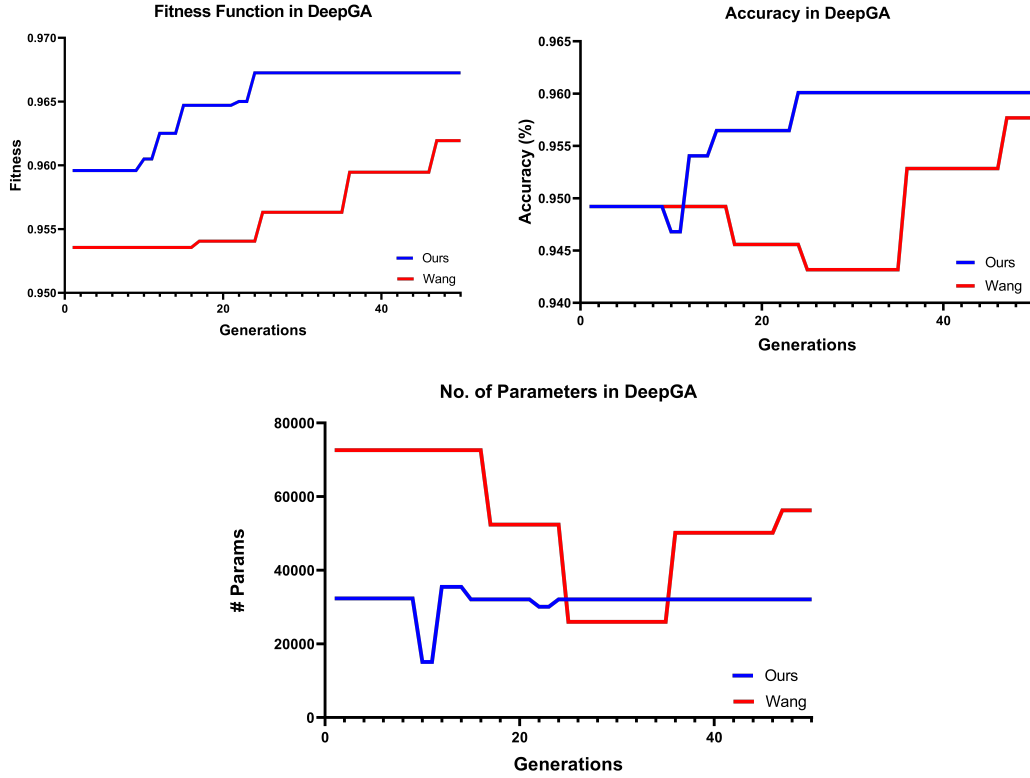 Fitness Function in DeepGA
0.970
0.965
0.960
0.955
0.950
Fitness
0
20
40
Generations
Ours
Wang
Accuracy in DeepGA
0.965
0.960
0.955
0.950
0.945
0.940
Accuracy (%)
0
20
40
Generations
Ours
Wang
No. of Parameters in DeepGA
80000
60000
40000
20000
0
# Params
0
20
40
Generations
Ours
Wang